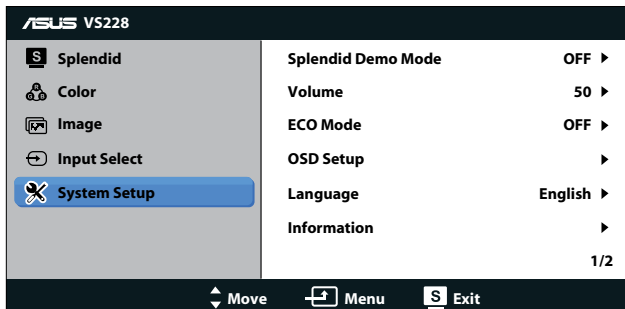 ASUS VS228
S Splendid
Color
Image
Input Select
System Setup
Splendid Demo Mode OFF
Volume 50
ECO Mode OFF
OSD Setup
Language English
Information
1/2
Move Menu S Exit